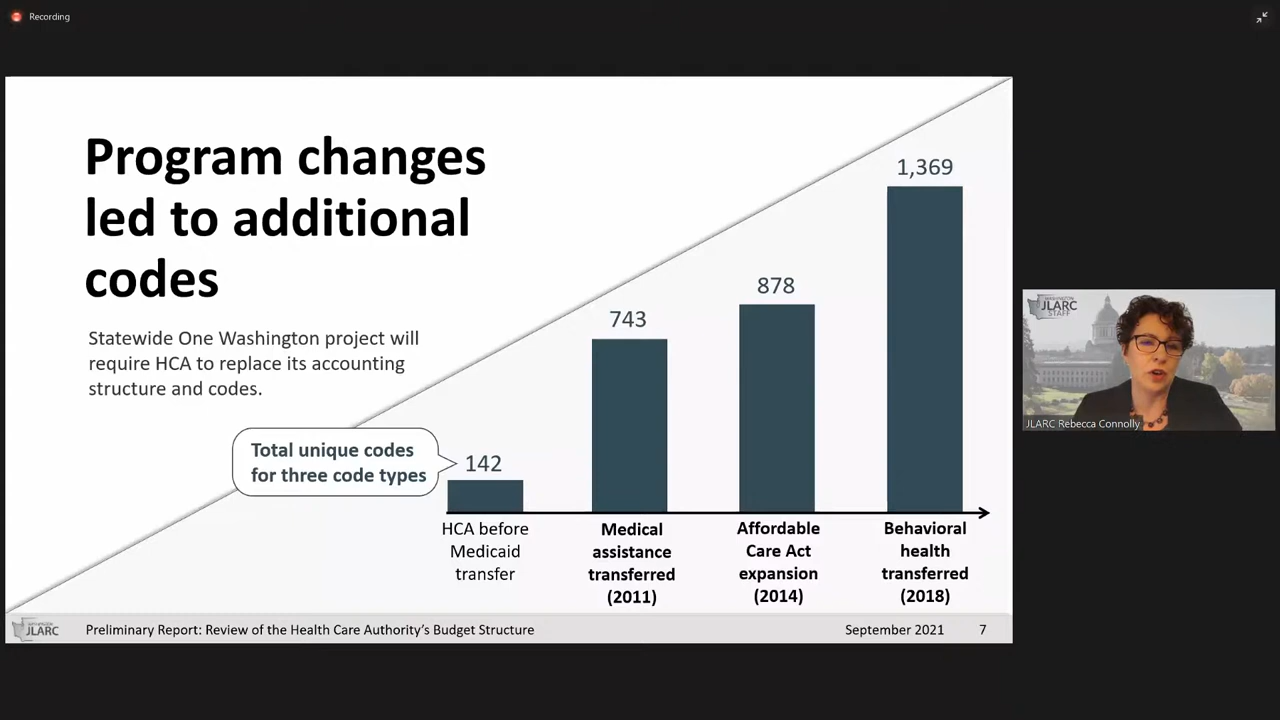 Recording
Program changes
led to additional
codes
Statewide One Washington project will
require HCA to replace its accounting
structure and codes.
Total unique codes
for three code types
142
743
878
1,369
HCA before
Medicaid
transfer
Medical
assistance
transferred
(2011)
Affordable
Care Act
expansion
(2014)
Behavioral
health
transferred
(2018)
JLARC
Preliminary Report: Review of the Health Care Authority's Budget Structure
September 2021
7
WASHINGTON
JLARC
STAFF
JLARC Rebecca Connolly